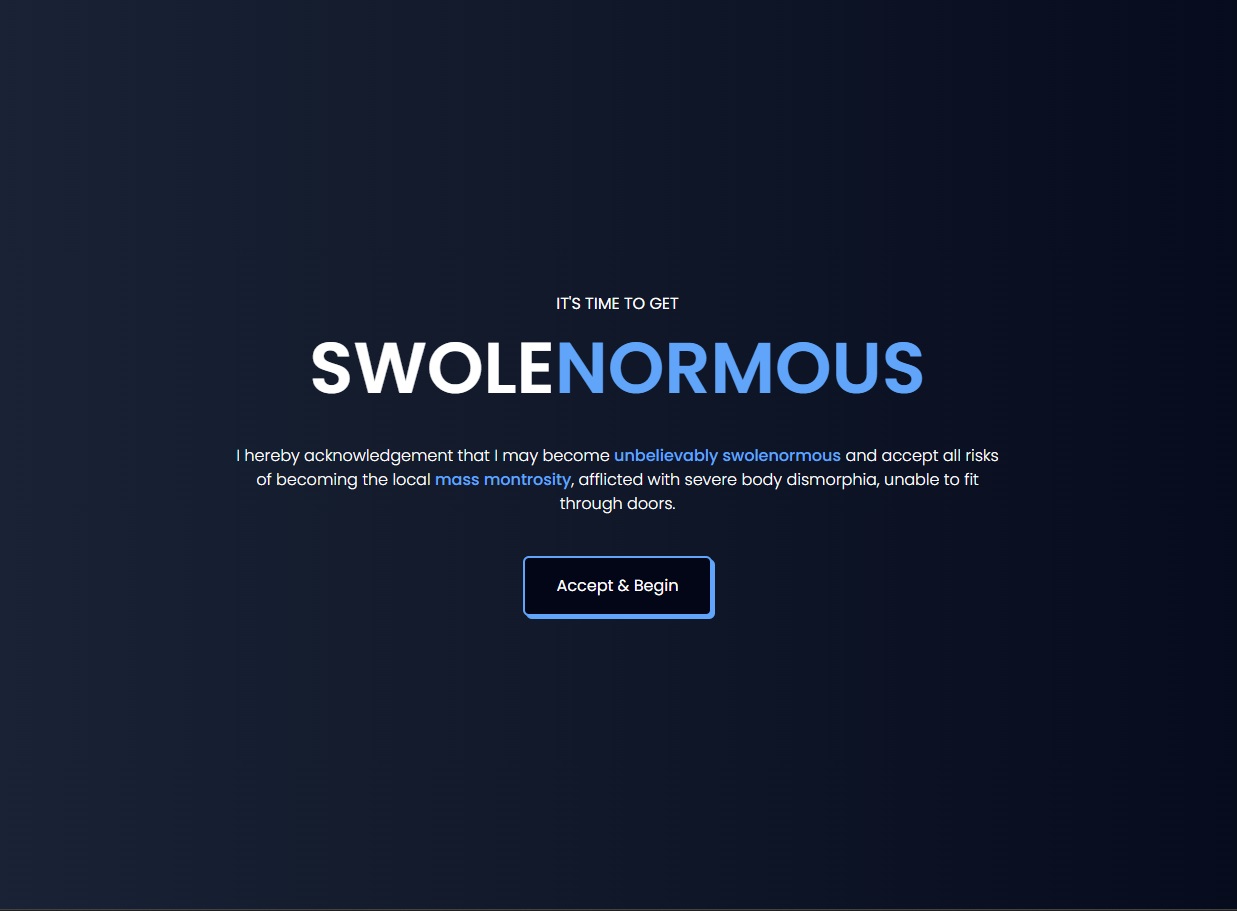 IT'S TIME TO GET
SWOLENORMOUS
I hereby acknowledgement that I may become unbelievably swolenormous and accept all risks
of becoming the local mass montrosity, afflicted with severe body dismorphia, unable to fit
through doors.
Accept & Begin